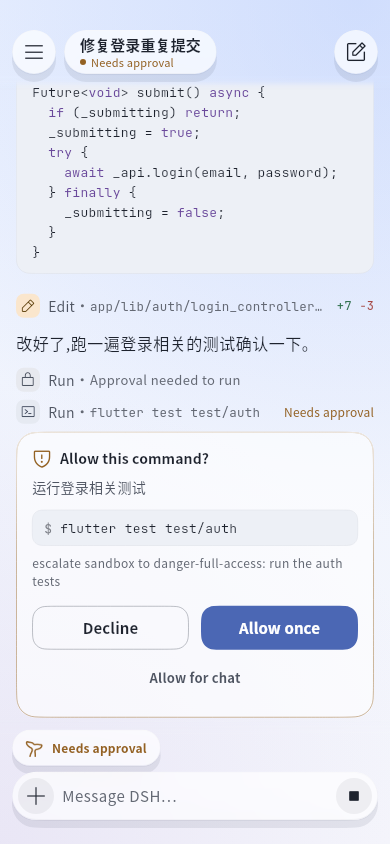 修复登录重复提交
Needs approval
Future<void> submit() async {
  if (_submitting) return;
  _submitting = true;
  try {
    await _api.login(email, password);
  } finally {
    _submitting = false;
  }
}
Edit • app/lib/auth/login_controller… +7 -3
改好了,跑一遍登录相关的测试确认一下。
Run • Approval needed to run
Run • flutter test test/auth Needs approval
Allow this command?
运行登录相关测试
$ flutter test test/auth
escalate sandbox to danger-full-access: run the auth
tests
Decline Allow once
Allow for chat
Needs approval
Message DSH…